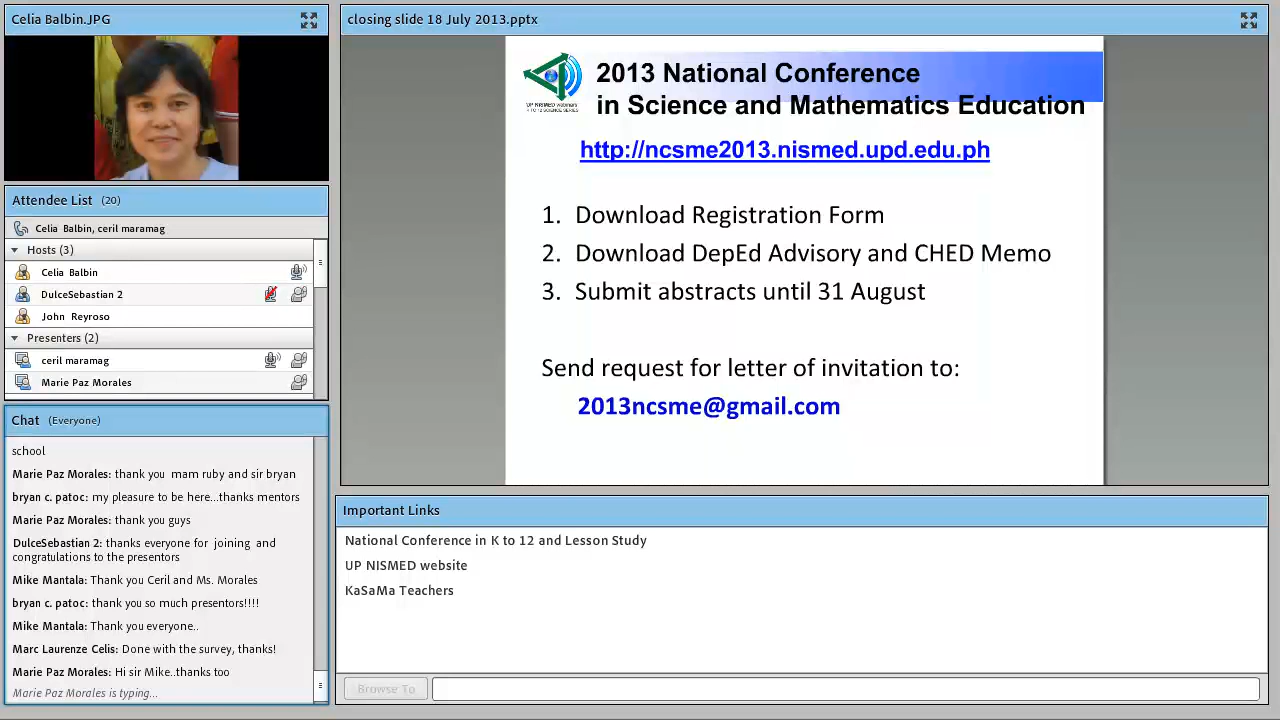 Celia Balbin.JPG
Attendee List (20)
Celia Balbin, ceril maramag
Hosts (3)
Celia Balbin
DulceSebastian 2
John Reyroso
Presenters (2)
ceril maramag
Marie Paz Morales
Chat (Everyone)
school
Marie Paz Morales: thank you mam ruby and sir bryan
bryan c. patoc: my pleasure to be here...thanks mentors
Marie Paz Morales: thank you guys
DulceSebastian 2: thanks everyone for joining and
congratulations to the presentors
Mike Mantala: Thank you Ceril and Ms. Morales
bryan c. patoc: thank you so much presentors!!!!
Mike Mantala: Thank you everyone..
Marc Laurenze Celis: Done with the survey, thanks!
Marie Paz Morales: Hi sir Mike..thanks too
Marie Paz Morales is typing...
closing slide 18 July 2013.pptx
UP NISMED webinars
K TO 12 SCIENCE SERIES
2013 National Conference
in Science and Mathematics Education
http://ncsme2013.nismed.upd.edu.ph
1. Download Registration Form
2. Download DepEd Advisory and CHED Memo
3. Submit abstracts until 31 August
Send request for letter of invitation to:
2013ncsme@gmail.com
Important Links
National Conference in K to 12 and Lesson Study
UP NISMED website
KaSaMa Teachers
Browse To